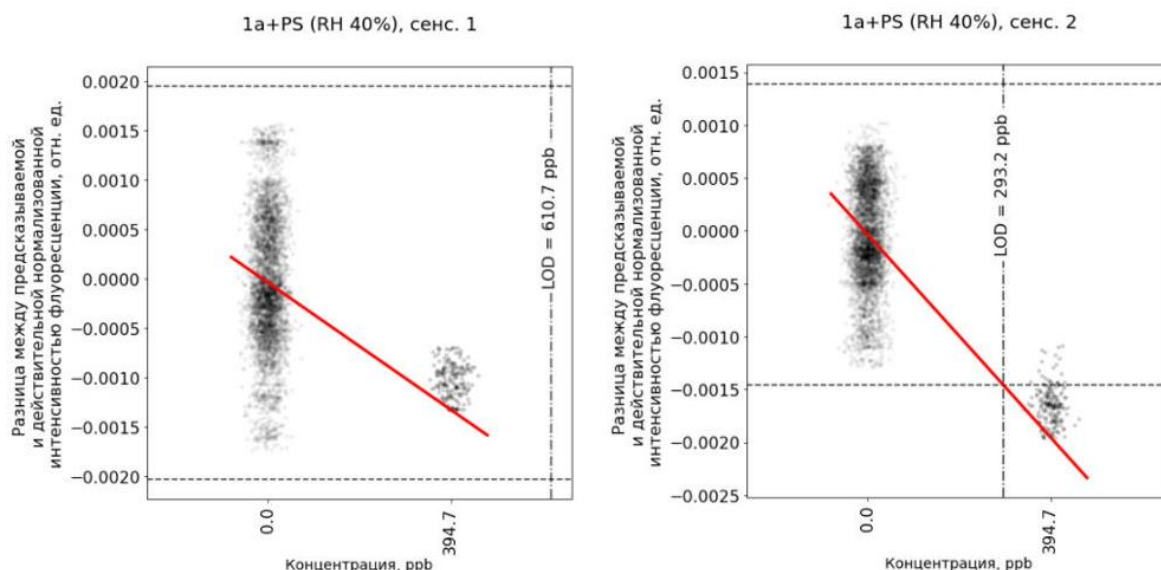 1a+PS (RH 40%), сенс. 1
Разница между предсказываемой
и действительной нормализованной
интенсивностью флуоресценции, отн. ед.
0.0020
0.0015
0.0010
0.0005
0.0000
−0.0005
−0.0010
−0.0015
−0.0020
LOD = 610.7 ppb
0.0
394.7
Концентрация, ppb
1a+PS (RH 40%), сенс. 2
Разница между предсказываемой
и действительной нормализованной
интенсивностью флуоресценции, отн. ед.
0.0015
0.0010
0.0005
0.0000
−0.0005
−0.0010
−0.0015
−0.0020
−0.0025
LOD = 293.2 ppb
0.0
394.7
Концентрация, ppb